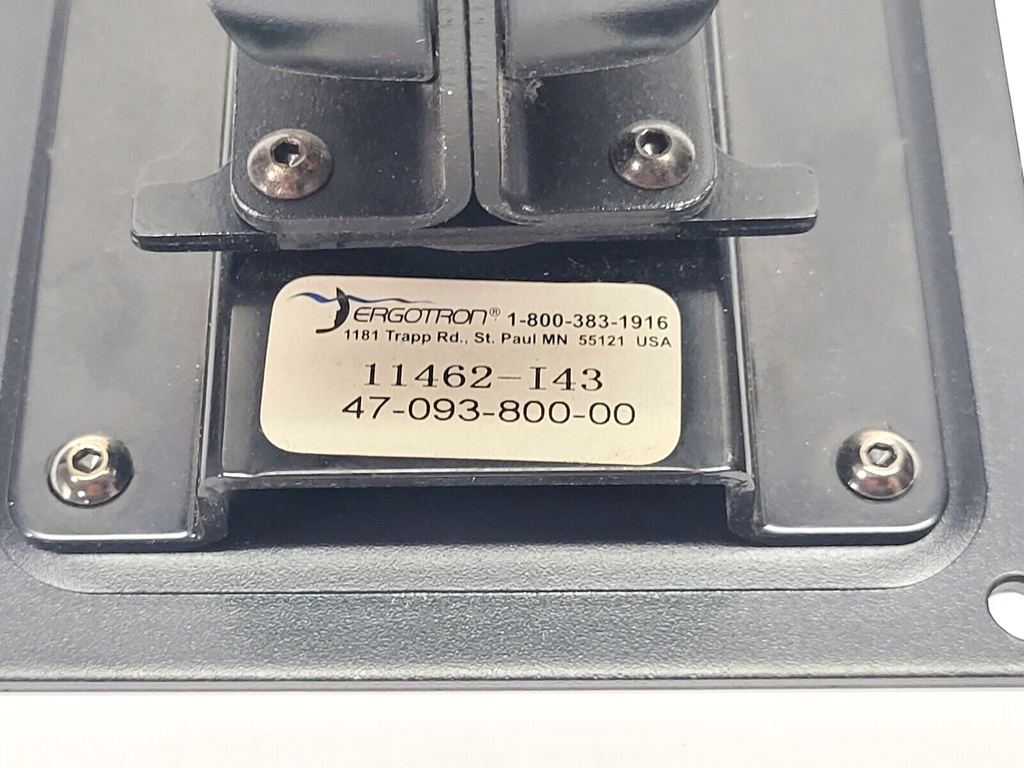 ERGOTRON® 1-800-383-1916
1181 Trapp Rd., St. Paul MN 55121 USA
11462-I43
47-093-800-00